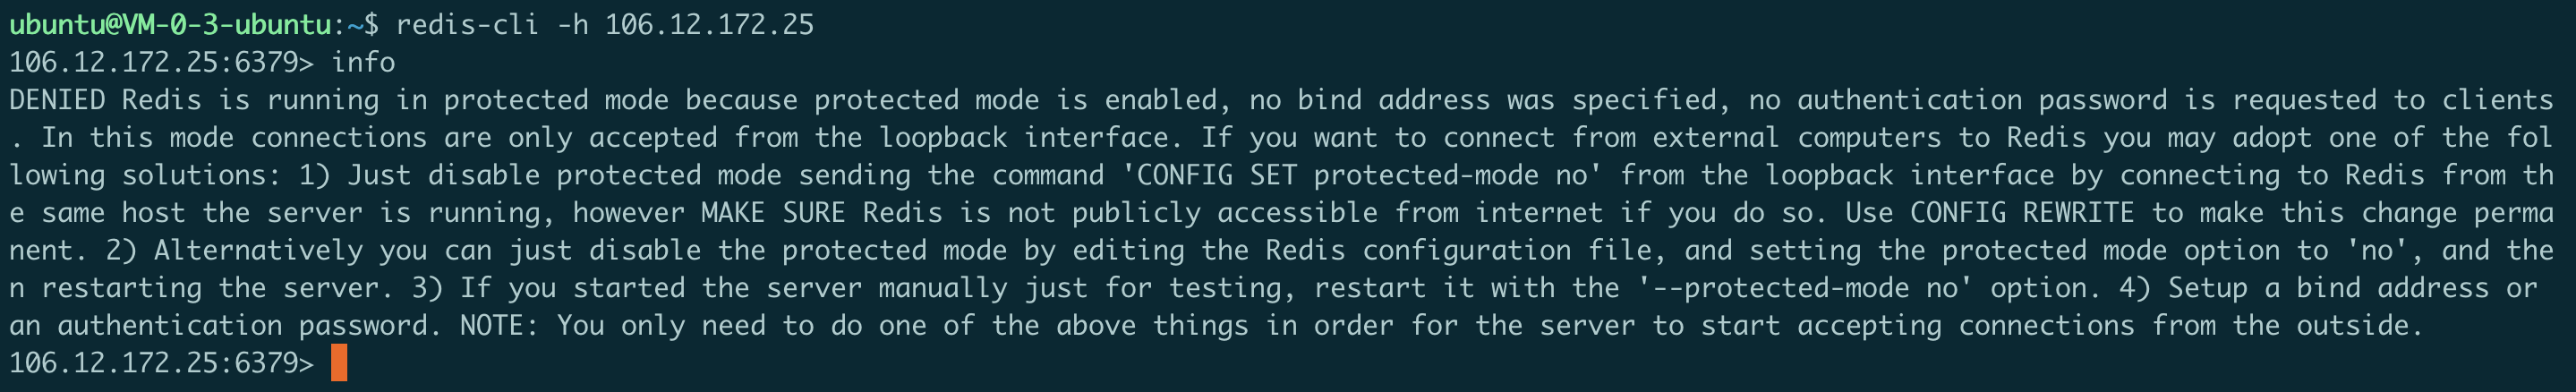 ubuntu@VM-0-3-ubuntu:~$ redis-cli -h 106.12.172.25
106.12.172.25:6379> info
DENIED Redis is running in protected mode because protected mode is enabled, no bind address was specified, no authentication password is requested to clients
. In this mode connections are only accepted from the loopback interface. If you want to connect from external computers to Redis you may adopt one of the fol
lowing solutions: 1) Just disable protected mode sending the command 'CONFIG SET protected-mode no' from the loopback interface by connecting to Redis from th
e same host the server is running, however MAKE SURE Redis is not publicly accessible from internet if you do so. Use CONFIG REWRITE to make this change perma
nent. 2) Alternatively you can just disable the protected mode by editing the Redis configuration file, and setting the protected mode option to 'no', and the
n restarting the server. 3) If you started the server manually just for testing, restart it with the '--protected-mode no' option. 4) Setup a bind address or 
an authentication password. NOTE: You only need to do one of the above things in order for the server to start accepting connections from the outside.
106.12.172.25:6379>